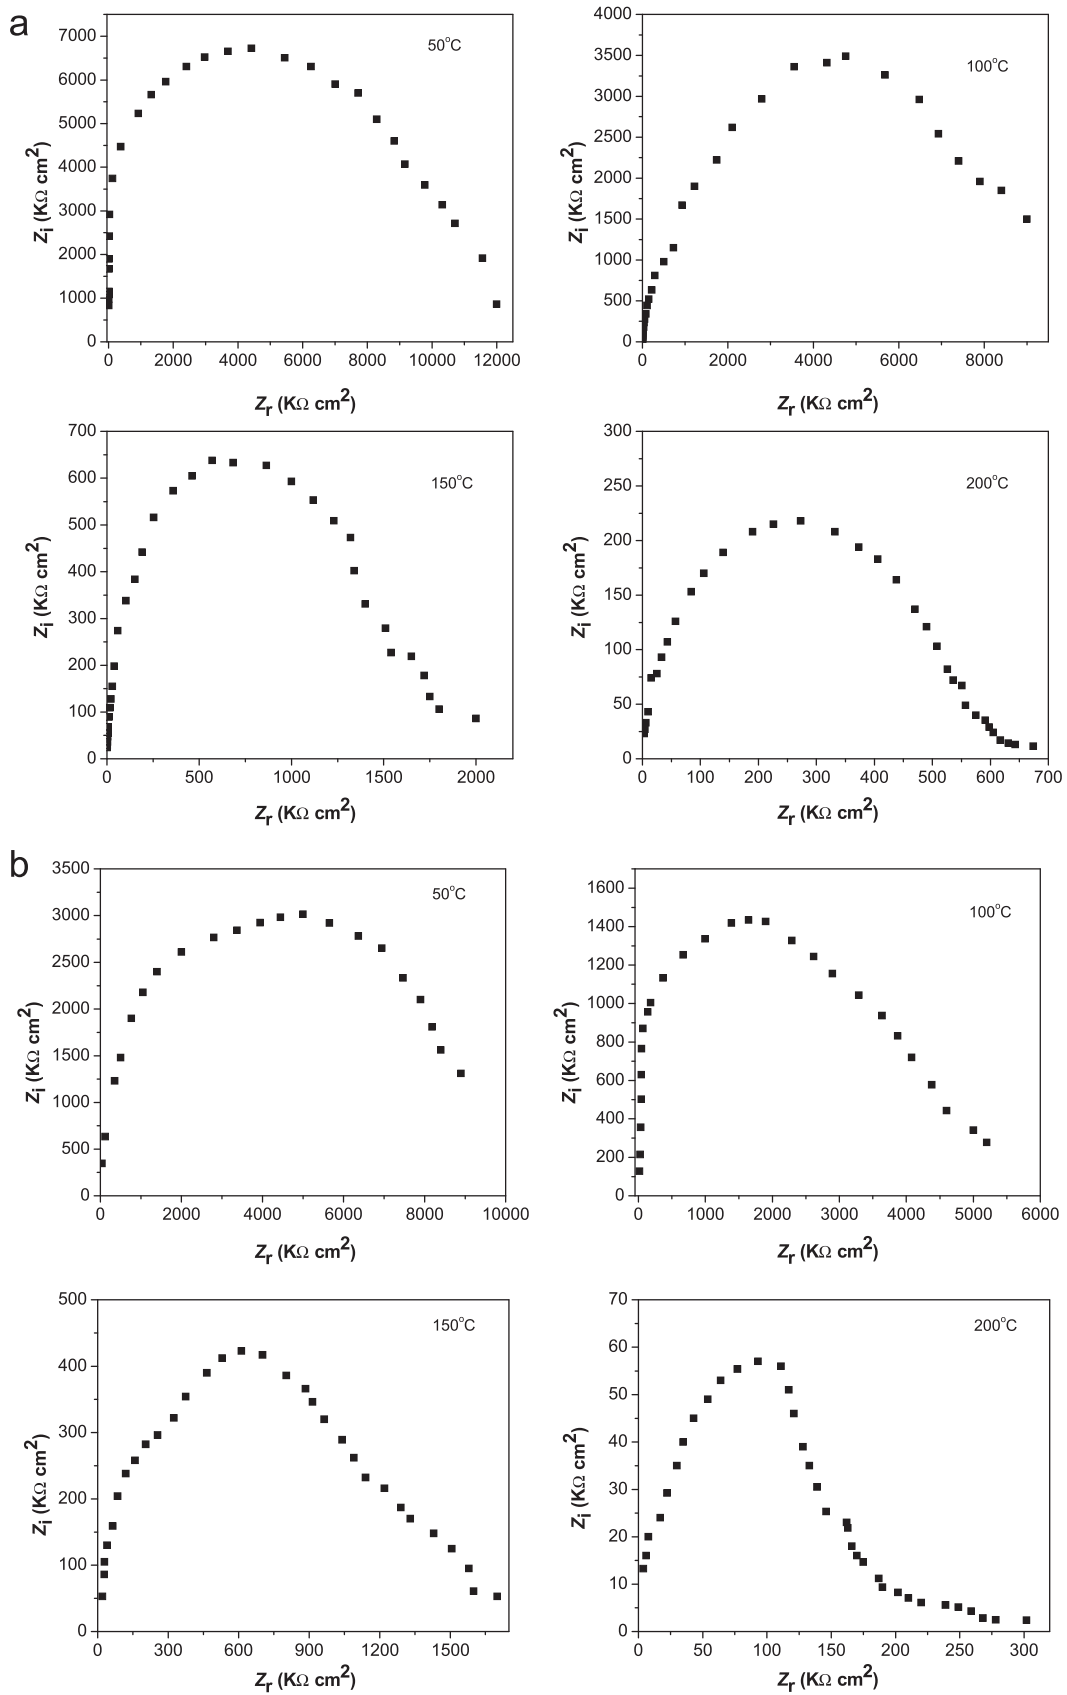 a
50°C
7000
6000
5000
4000
3000
2000
1000
0
0 2000 4000 6000 8000 10000 12000
Zi (KΩ cm²)
Zr (KΩ cm²)
100°C
4000
3500
3000
2500
2000
1500
1000
500
0
0 2000 4000 6000 8000
Zi (KΩ cm²)
Zr (KΩ cm²)
150°C
700
600
500
400
300
200
100
0
0 500 1000 1500 2000
Zi (KΩ cm²)
Zr (KΩ cm²)
200°C
300
250
200
150
100
50
0
0 100 200 300 400 500 600 700
Zi (KΩ cm²)
Zr (KΩ cm²)
b
50°C
3500
3000
2500
2000
1500
1000
500
0
0 2000 4000 6000 8000 10000
Zi (KΩ cm²)
Zr (KΩ cm²)
100°C
1600
1400
1200
1000
800
600
400
200
0
0 1000 2000 3000 4000 5000 6000
Zi (KΩ cm²)
Zr (KΩ cm²)
150°C
500
400
300
200
100
0
0 300 600 900 1200 1500
Zi (KΩ cm²)
Zr (KΩ cm²)
200°C
70
60
50
40
30
20
10
0
0 50 100 150 200 250 300
Zi (KΩ cm²)
Zr (KΩ cm²)